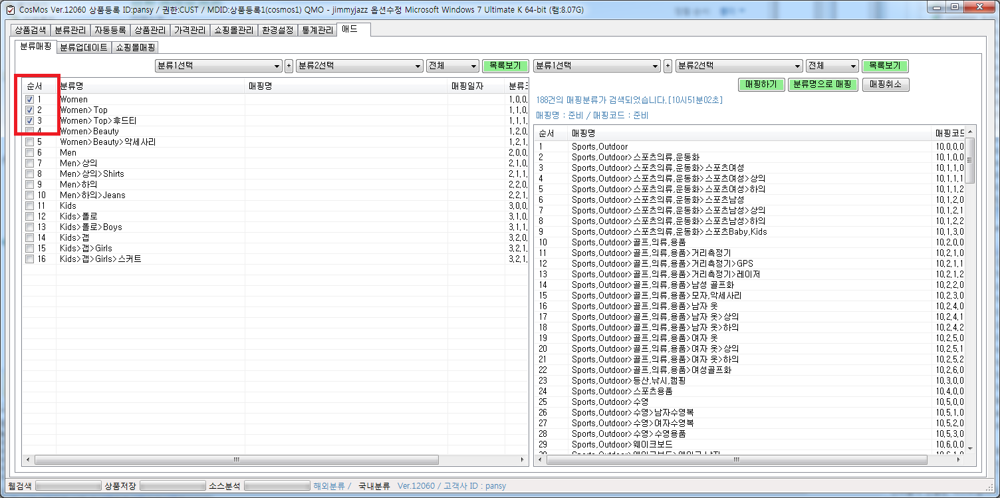 CosMos Ver.12060 상품등록 ID:pansy / 권한:CUST / MDID:상품등록1(cosmos1) QMO - jimmyjazz 옵션수정 Microsoft Windows 7 Ultimate K 64-bit (램:8.07G)
상품검색 분류관리 자동등록 상품관리 가격관리 쇼핑몰관리 환경설정 통계관리 애드
분류매핑 분류업데이트 쇼핑몰매핑
분류1선택 + 분류2선택 전체 목록보기 분류1선택 + 분류2선택 전체 목록보기
매핑하기 분류명으로 매핑 매핑취소
188건의 매핑분류가 검색되었습니다.[10시51분02초]
매핑명 : 준비 / 매핑코드 : 준비
순서 분류명 매핑명 매핑일자 분류코
1 Women 1,0,0,
2 Women>Top 1,1,0,
3 Women>Top>후드티 1,1,1,
4 Women>Beauty 1,2,0,
5 Women>Beauty>악세사리 1,2,1,
6 Men 2,0,0,
7 Men>상의 2,1,0,
8 Men>상의>Shirts 2,1,1,
9 Men>하의 2,2,0,
10 Men>하의>Jeans 2,2,1,
11 Kids 3,0,0,
12 Kids>폴로 3,1,0,
13 Kids>폴로>Boys 3,1,1,
14 Kids>갭 3,2,0,
15 Kids>갭>Girls 3,2,1,
16 Kids>갭>Girls>스커트 3,2,1,
순서 매핑명 매핑코드
1 Sports,Outdoor 10,0,0,0
2 Sports,Outdoor>스포츠의류,운동화 10,1,0,0
3 Sports,Outdoor>스포츠의류,운동화>스포츠여성 10,1,1,0
4 Sports,Outdoor>스포츠의류,운동화>스포츠여성>상의 10,1,1,1
5 Sports,Outdoor>스포츠의류,운동화>스포츠여성>하의 10,1,1,2
6 Sports,Outdoor>스포츠의류,운동화>스포츠남성 10,1,2,0
7 Sports,Outdoor>스포츠의류,운동화>스포츠남성>상의 10,1,2,1
8 Sports,Outdoor>스포츠의류,운동화>스포츠남성>하의 10,1,2,2
9 Sports,Outdoor>스포츠의류,운동화>스포츠Baby,Kids 10,1,3,0
10 Sports,Outdoor>골프,의류,용품 10,2,0,0
11 Sports,Outdoor>골프,의류,용품>거리측정기 10,2,1,0
12 Sports,Outdoor>골프,의류,용품>거리측정기>GPS 10,2,1,1
13 Sports,Outdoor>골프,의류,용품>거리측정기>레이저 10,2,1,2
14 Sports,Outdoor>골프,의류,용품>남성 골프화 10,2,2,0
15 Sports,Outdoor>골프,의류,용품>모자,악세사리 10,2,3,0
16 Sports,Outdoor>골프,의류,용품>남자 옷 10,2,4,0
17 Sports,Outdoor>골프,의류,용품>남자 옷>상의 10,2,4,1
18 Sports,Outdoor>골프,의류,용품>남자 옷>하의 10,2,4,2
19 Sports,Outdoor>골프,의류,용품>여자 옷 10,2,5,0
20 Sports,Outdoor>골프,의류,용품>여자 옷>상의 10,2,5,1
21 Sports,Outdoor>골프,의류,용품>여자 옷>하의 10,2,5,2
22 Sports,Outdoor>골프,의류,용품>여성골프화 10,2,6,0
23 Sports,Outdoor>등산,낚시,캠핑 10,3,0,0
24 Sports,Outdoor>스포츠용품 10,4,0,0
25 Sports,Outdoor>수영 10,5,0,0
26 Sports,Outdoor>수영>남자수영복 10,5,1,0
27 Sports,Outdoor>수영>여자수영복 10,5,2,0
28 Sports,Outdoor>수영>수영용품 10,5,3,0
29 Sports,Outdoor>웨이크보드 10,6,0,0
웹검색 상품저장 소스분석 해외분류 / 국내분류 Ver.12060 / 고객사 ID : pansy